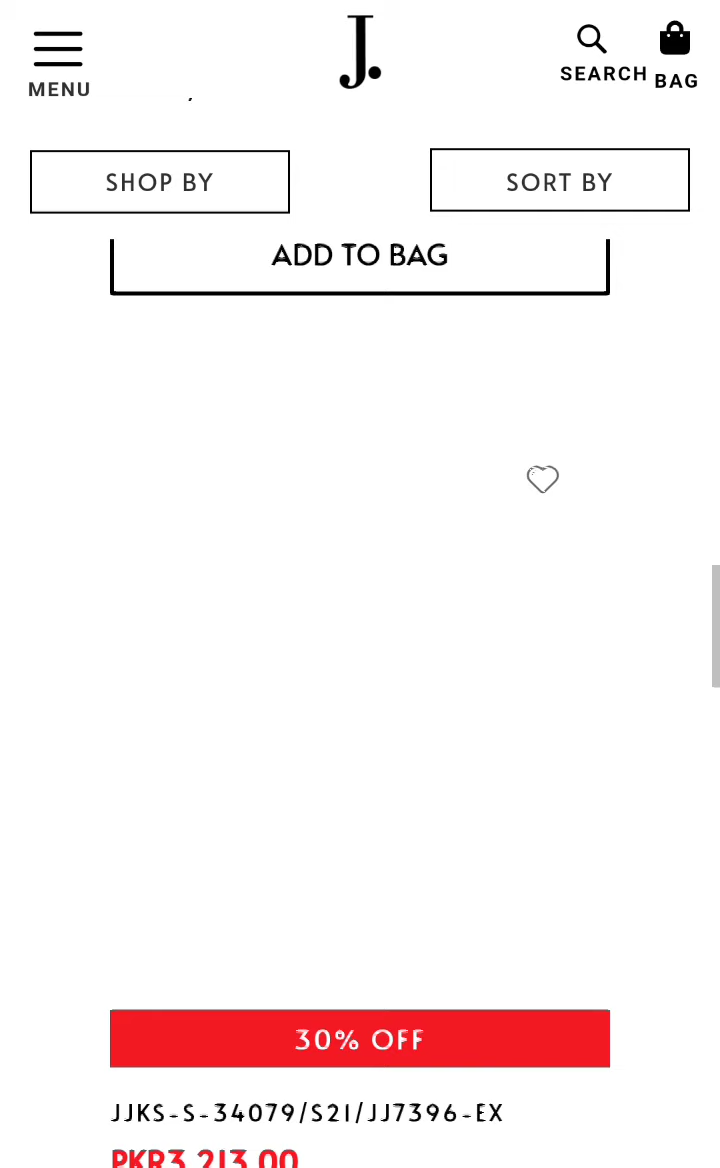 J.
MENU
SEARCH BAG
SHOP BY SORT BY
ADD TO BAG
30% OFF
JJKS-S-34079/S21/JJ7396-EX
PKR3,213.00